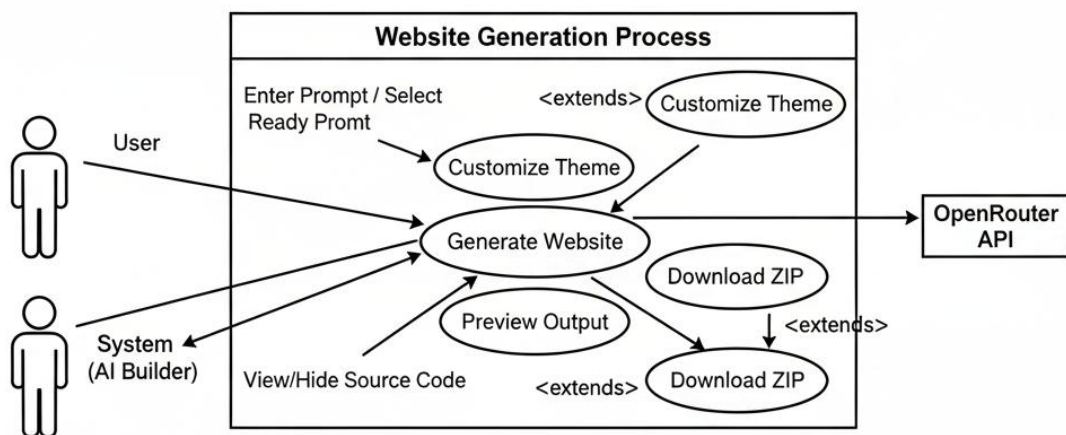 Website Generation Process
Enter Prompt / Select
Ready Promt
<extends>
Customize Theme
User
Customize Theme
Generate Website
OpenRouter
API
Download ZIP
Preview Output
<extends>
System
(AI Builder)
View/Hide Source Code
<extends>
Download ZIP